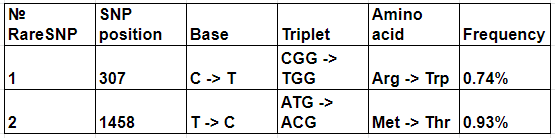 № RareSNP SNP position Base Triplet Amino acid Frequency
1 307 C -> T CGG -> TGG Arg -> Trp 0.74%
2 1458 T -> C ATG -> ACG Met -> Thr 0.93%